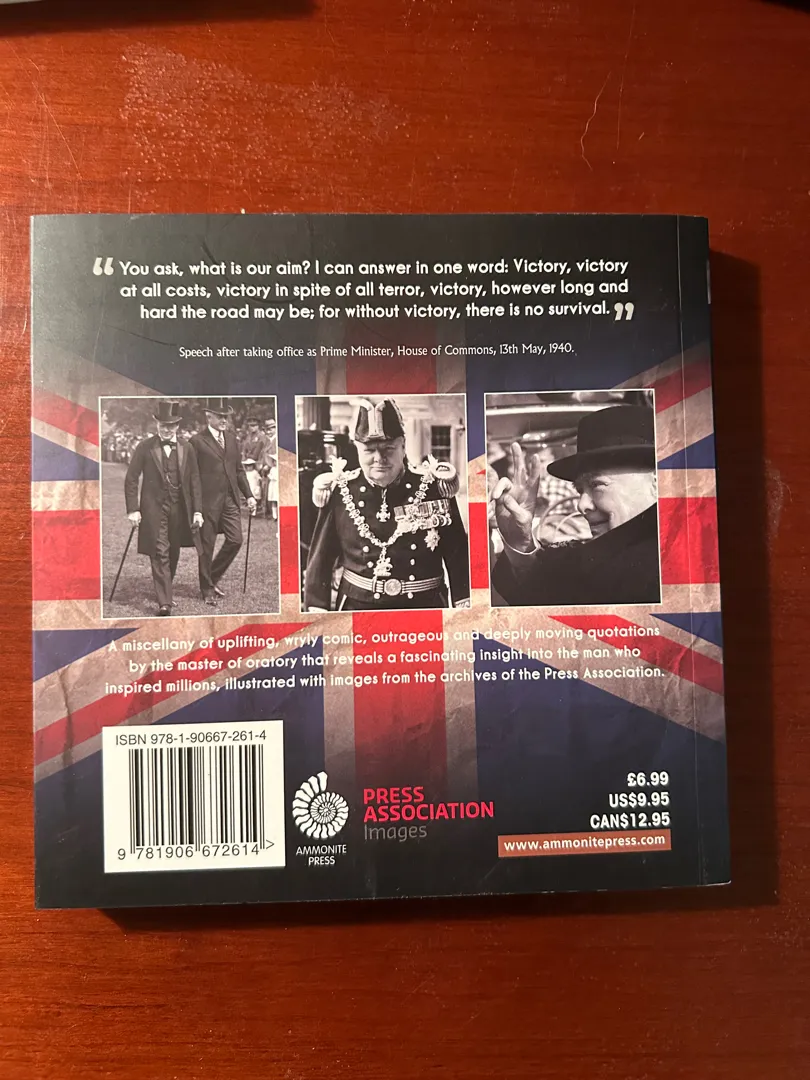 “ You ask, what is our aim? I can answer in one word: Victory, victory
at all costs, victory in spite of all terror, victory, however long and
hard the road may be; for without victory, there is no survival. ”
Speech after taking office as Prime Minister, House of Commons, 13th May, 1940.
A miscellany of uplifting, wryly comic, outrageous and deeply moving quotations
by the master of oratory that reveals a fascinating insight into the man who
inspired millions, illustrated with images from the archives of the Press Association.
ISBN 978-1-90667-261-4
9 781906 672614 >
AMMONITE
PRESS
PRESS
ASSOCIATION
Images
£6.99
US$9.95
CAN$12.95
www.ammonitepress.com